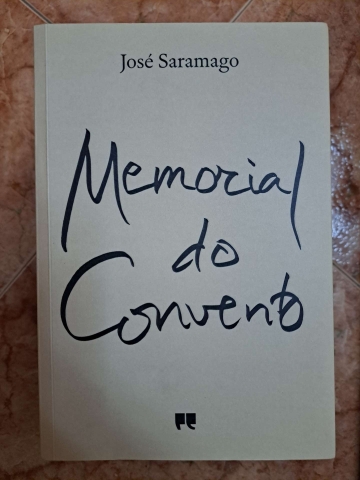 José Saramago
Memorial
do
Convento